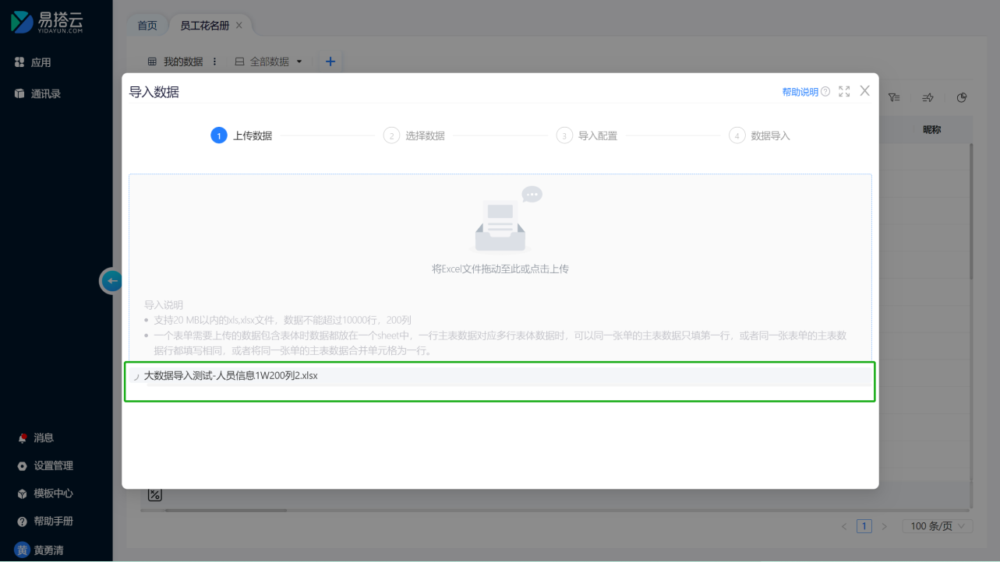 易搭云
YIDAYUN.COM
首页
员工花名册
应用
我的数据
全部数据
通讯录
导入数据
帮助说明
昵称
1 上传数据
2 选择数据
3 导入配置
4 数据导入
将Excel文件拖动至此或点击上传
导入说明
支持20 MB以内的xls,xlsx文件，数据不能超过10000行，200列
一个表单需要上传的数据包含表体时数据都放在一个sheet中，一行主表数据对应多行表体数据时，可以同一张单的主表数据只填第一行，或者同一张表单的主表数
据行都填写相同，或者将同一张单的主表数据合并单元格为一行。
大数据导入测试-人员信息1W200列2.xlsx
消息
设置管理
模板中心
帮助手册
黄 黄勇清
1
100 条/页